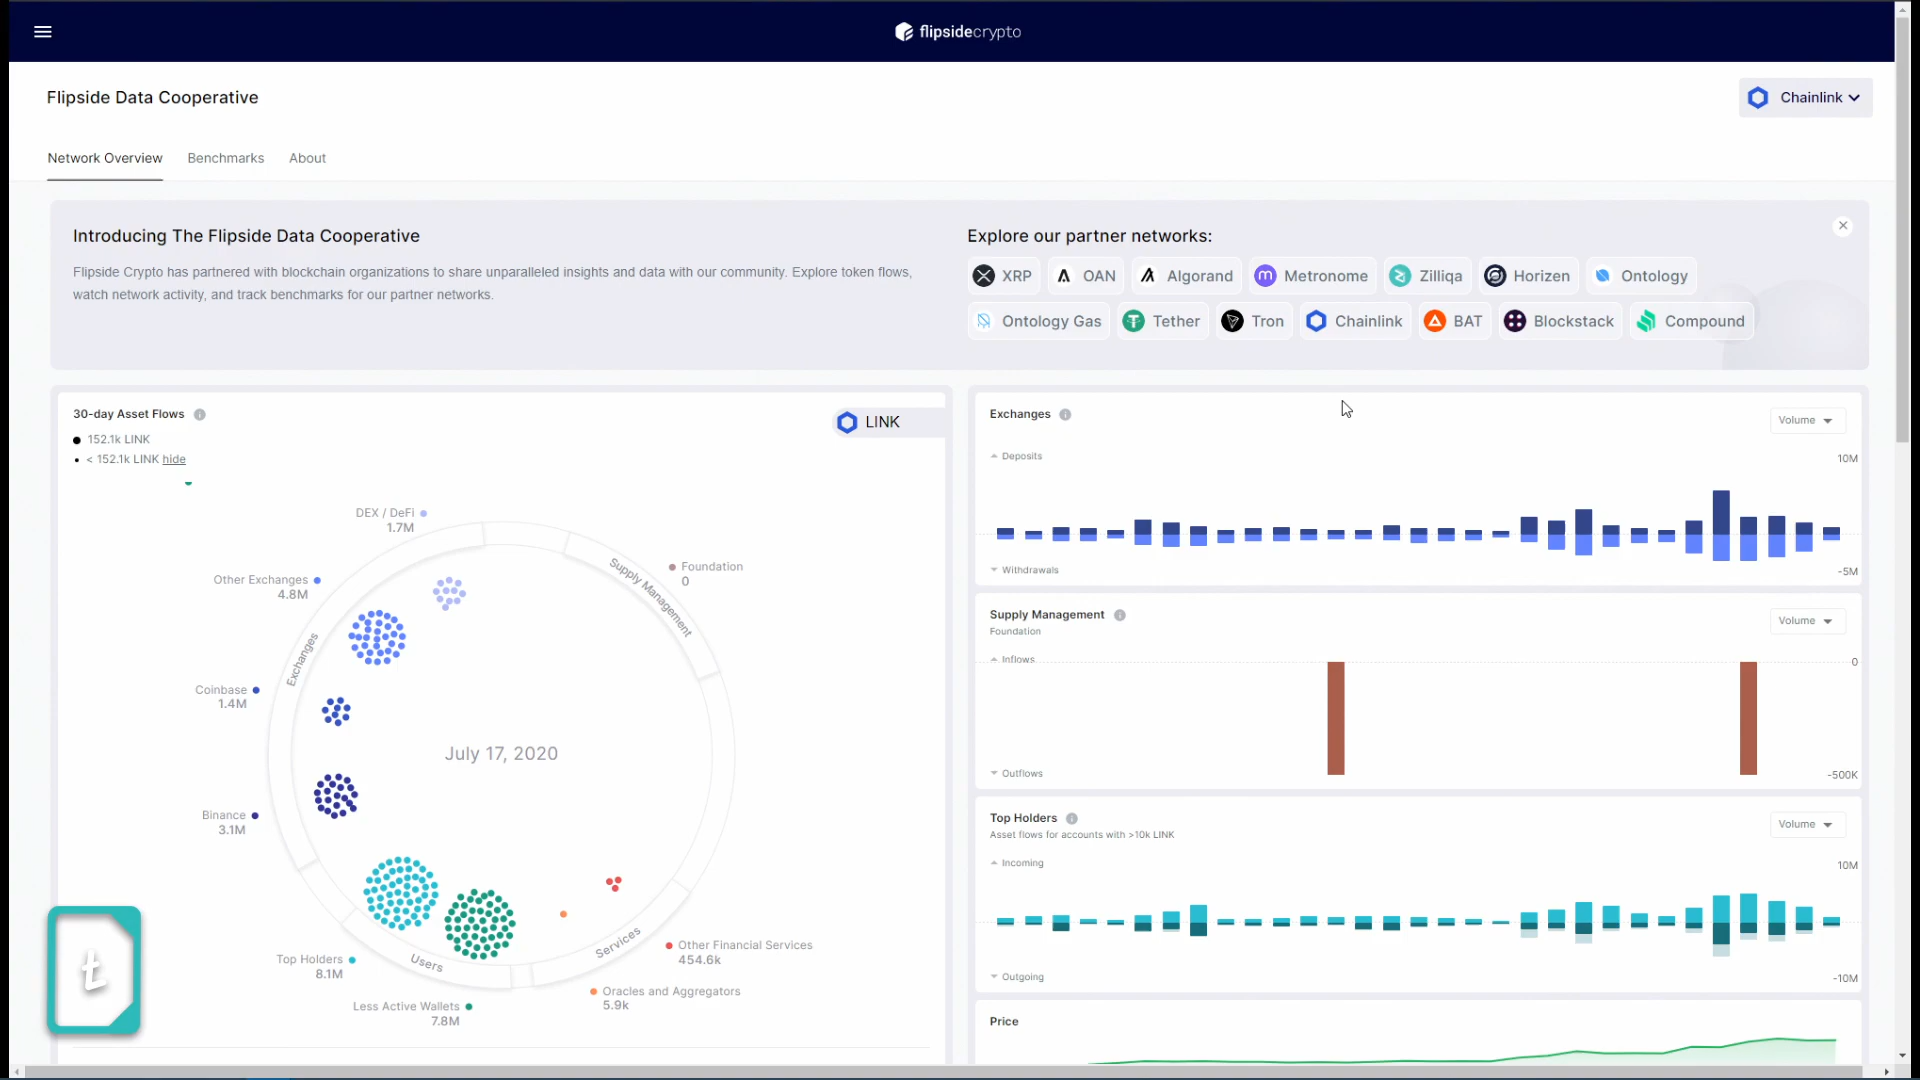 flipsidecrypto
Flipside Data Cooperative
Chainlink
Network Overview
Benchmarks
About
Introducing The Flipside Data Cooperative
Flipside Crypto has partnered with blockchain organizations to share unparalleled insights and data with our community. Explore token flows,
watch network activity, and track benchmarks for our partner networks.
Explore our partner networks:
XRP
OAN
Algorand
Metronome
Zilliqa
Horizen
Ontology
Ontology Gas
Tether
Tron
Chainlink
BAT
Blockstack
Compound
30-day Asset Flows
152.1k LINK
< 152.1k LINK hide
LINK
DEX / DeFi
1.7M
Other Exchanges
4.8M
Coinbase
1.4M
Binance
3.1M
Top Holders
8.1M
Less Active Wallets
7.8M
Foundation
0
Other Financial Services
454.6k
Oracles and Aggregators
5.9k
Exchanges
Supply Management
Users
Services
July 17, 2020
Exchanges
Volume
Deposits
10M
Withdrawals
-5M
Supply Management
Foundation
Volume
Inflows
0
Outflows
-500K
Top Holders
Asset flows for accounts with >10k LINK
Volume
Incoming
10M
Outgoing
-10M
Price
t